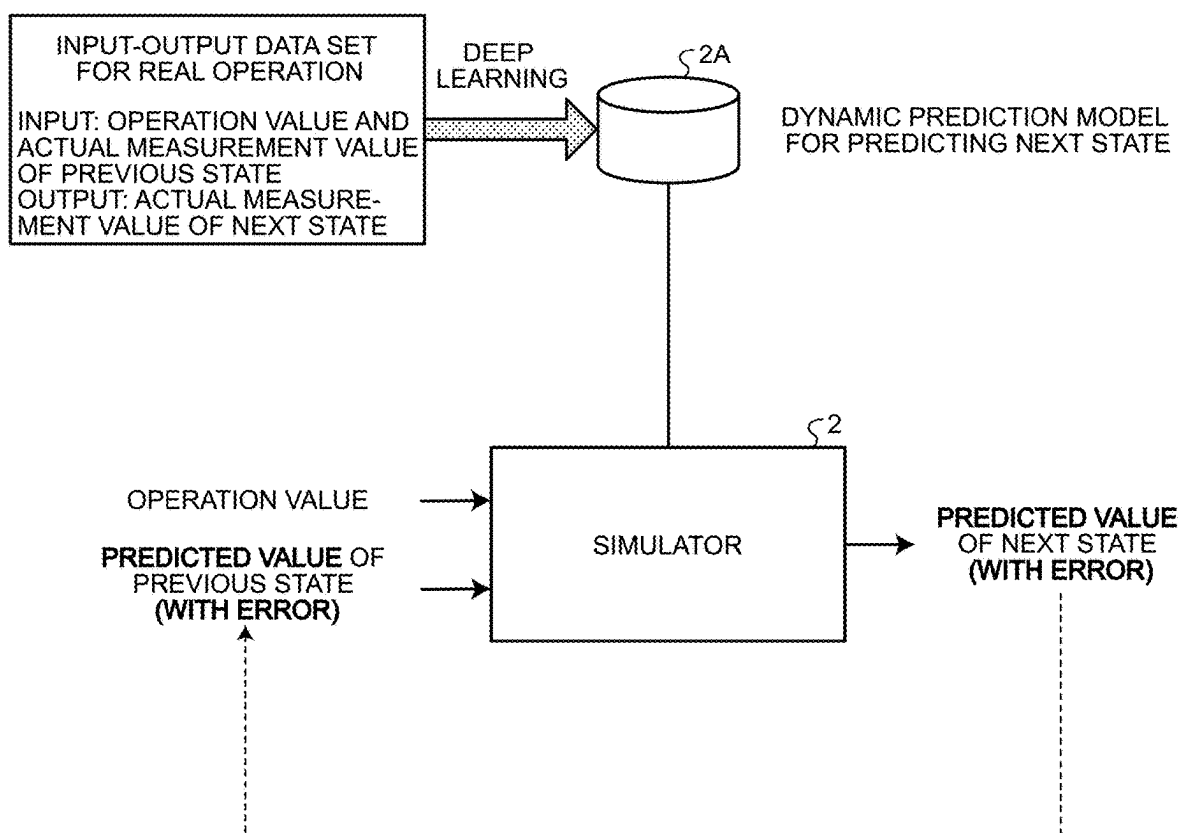 INPUT-OUTPUT DATA SET
FOR REAL OPERATION
INPUT: OPERATION VALUE AND
ACTUAL MEASUREMENT VALUE
OF PREVIOUS STATE
OUTPUT: ACTUAL MEASURE-
MENT VALUE OF NEXT STATE
DEEP
LEARNING
2A
DYNAMIC PREDICTION MODEL
FOR PREDICTING NEXT STATE
2
OPERATION VALUE
PREDICTED VALUE OF
PREVIOUS STATE
(WITH ERROR)
SIMULATOR
PREDICTED VALUE
OF NEXT STATE
(WITH ERROR)